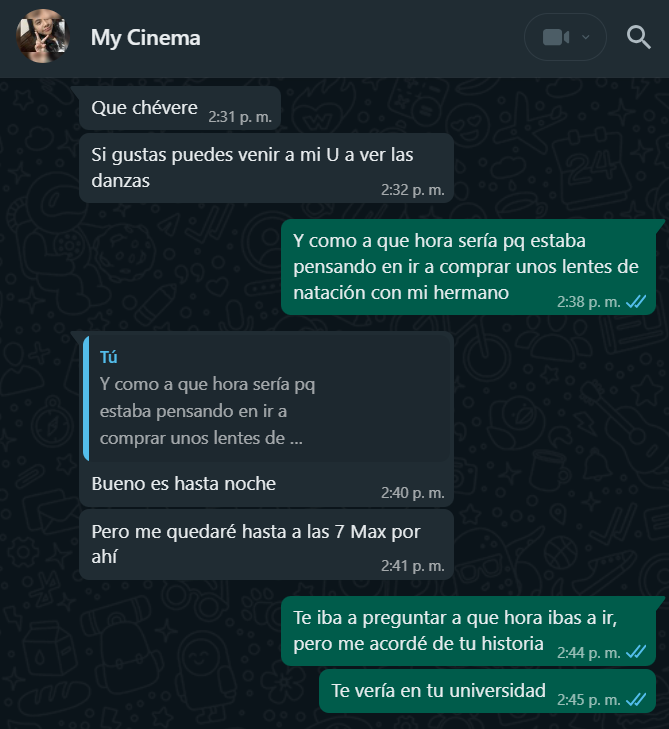 My Cinema
Que chévere
2:31 p. m.
Si gustas puedes venir a mi U a ver las
danzas
2:32 p. m.
Y como a que hora sería pq estaba
pensando en ir a comprar unos lentes de
natación con mi hermano
2:38 p. m.
Tú
Y como a que hora sería pq
estaba pensando en ir a
comprar unos lentes de ...
Bueno es hasta noche
2:40 p. m.
Pero me quedaré hasta a las 7 Max por
ahí
2:41 p. m.
Te iba a preguntar a que hora ibas a ir,
pero me acordé de tu historia
2:44 p. m.
Te vería en tu universidad
2:45 p. m.